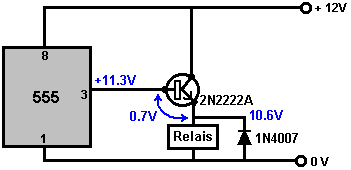 + 12V
8
+11.3V
555
3
2N2222A
0.7V
10.6V
Relais
1N4007
1
0 V